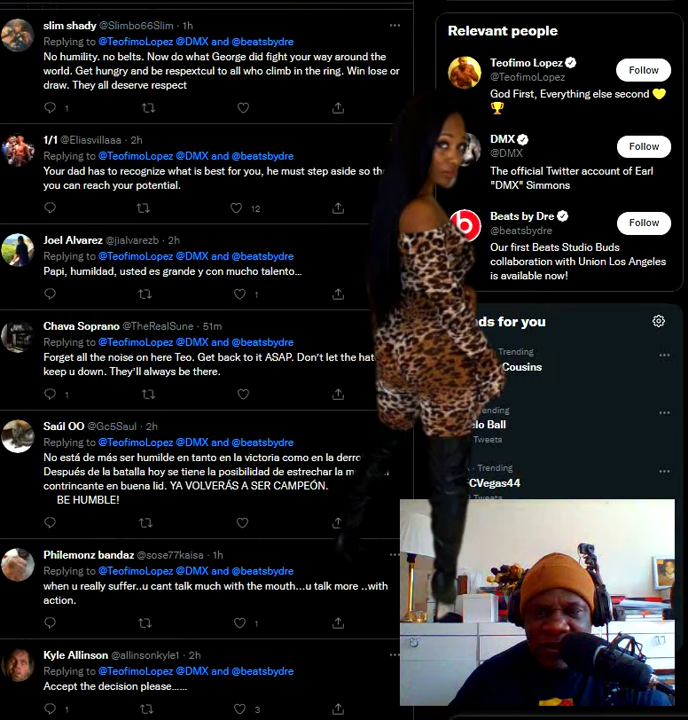 slim shady @Slimbo66Slim · 1h
Replying to @TeofimoLopez @DMX and @beatsbydre
No humility. no belts. Now do what George did fight your way around the
world. Get hungry and be respextcul to all who climb in the ring. Win lose or
draw. They all deserve respect
1
1/1 @Eliasvillaaa · 2h
Replying to @TeofimoLopez @DMX and @beatsbydre
Your dad has to recognize what is best for you, he must step aside so
you can reach your potential.
12
Joel Alvarez @jialvarezb · 2h
Replying to @TeofimoLopez @DMX and @beatsbydre
Papi, humildad, usted es grande y con mucho talento...
1
Chava Soprano @TheRealSune · 51m
Replying to @TeofimoLopez @DMX and @beatsbydre
Forget all the noise on here Teo. Get back to it ASAP. Don't let the
keep u down. They'll always be there.
1
Saúl OO @Gc5Saul · 2h
Replying to @TeofimoLopez @DMX and @beatsbydre
No está de más ser humilde en tanto en la victoria como en la
Después de la batalla hoy se tiene la posibilidad de estrechar la
contrincante en buena lid. YA VOLVERÁS A SER CAMPEÓN.
BE HUMBLE!
Philemonz bandaz @sose77kaisa · 1h
Replying to @TeofimoLopez @DMX and @beatsbydre
when u really suffer..u cant talk much with the mouth...u talk more ..with
action.
1
Kyle Allinson @allinsonkyle1 · 2h
Replying to @TeofimoLopez @DMX and @beatsbydre
Accept the decision please......
1 3
Relevant people
Teofimo Lopez
@TeofimoLopez
Follow
God First, Everything else second 💛
🏆
DMX
@DMX
Follow
The official Twitter account of Earl
"DMX" Simmons
Beats by Dre
@beatsbydre
Follow
Our first Beats Studio Buds
collaboration with Union Los Angeles
is available now!
for you
Trending
Cousins
Ball
Tweets
· Trending
CVegas44
Tweets